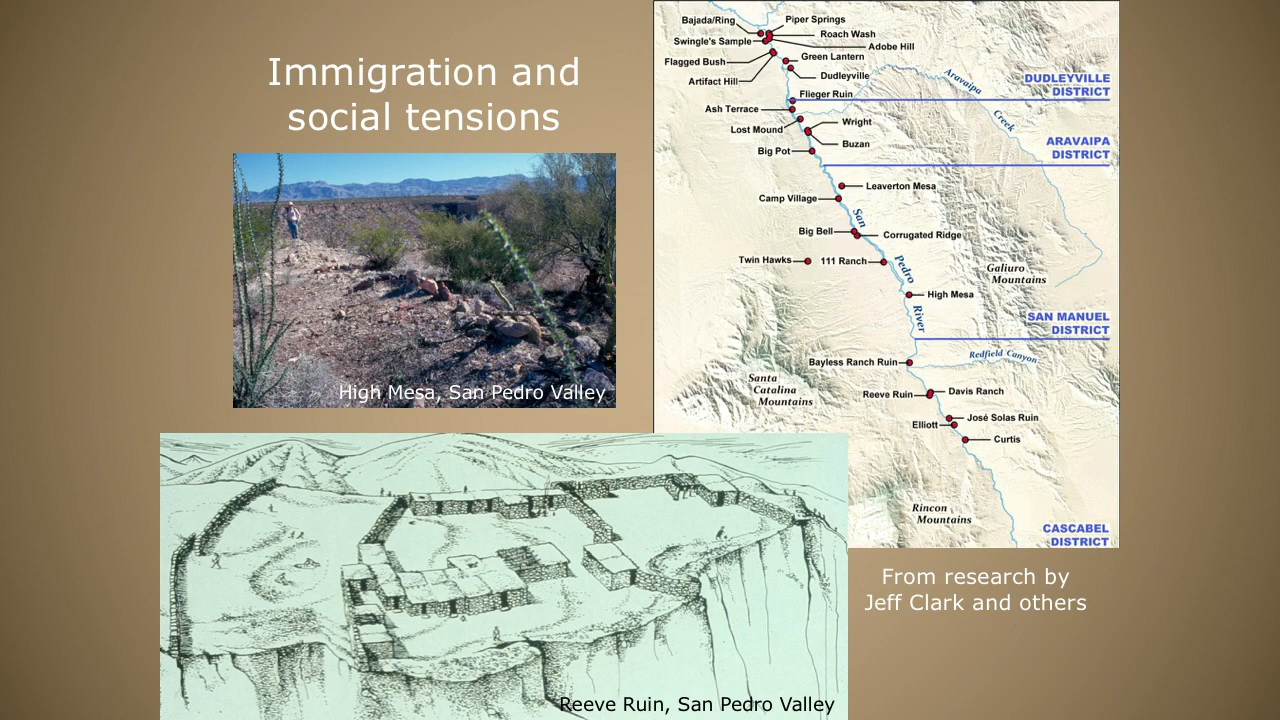 Immigration and
social tensions
High Mesa, San Pedro Valley
Bajada/Ring
Piper Springs
Roach Wash
Swingle's Sample
Adobe Hill
Green Lantern
Flagged Bush
Dudleyville
Artifact Hill
Aravaipa
Creek
DUDLEYVILLE
DISTRICT
Flieger Ruin
Ash Terrace
Wright
Lost Mound
Buzan
Big Pot
ARAVAIPA
DISTRICT
Leaverton Mesa
Camp Village
San
Pedro
River
Big Bell
Corrugated Ridge
Twin Hawks
111 Ranch
Galiuro
Mountains
High Mesa
SAN MANUEL
DISTRICT
Redfield Canyon
Bayless Ranch Ruin
Santa
Catalina
Mountains
Reeve Ruin
Davis Ranch
José Solas Ruin
Elliott
Curtis
Rincon
Mountains
CASCABEL
DISTRICT
From research by
Jeff Clark and others
Reeve Ruin, San Pedro Valley